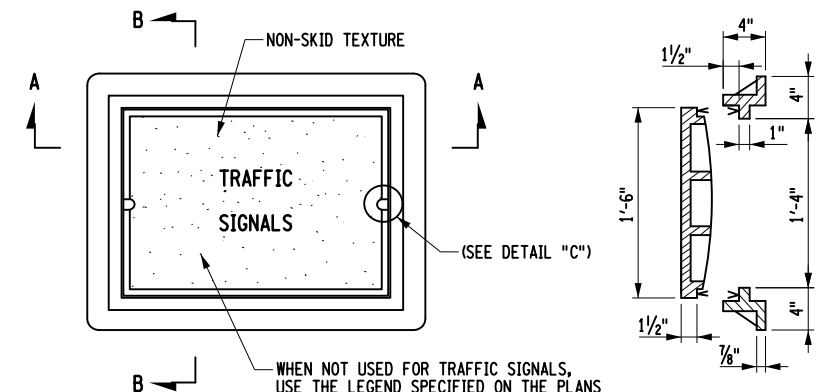 B
NON-SKID TEXTURE
A
A
TRAFFIC
SIGNALS
(SEE DETAIL "C")
B
WHEN NOT USED FOR TRAFFIC SIGNALS,
USE THE LEGEND SPECIFIED ON THE PLANS
4"
1½"
4"
1"
1'-6"
1'-4"
4"
1½"
⅞"